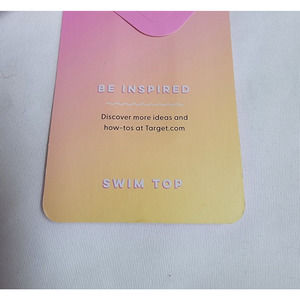 BE INSPIRED
Discover more ideas and
how-tos at Target.com
SWIM TOP